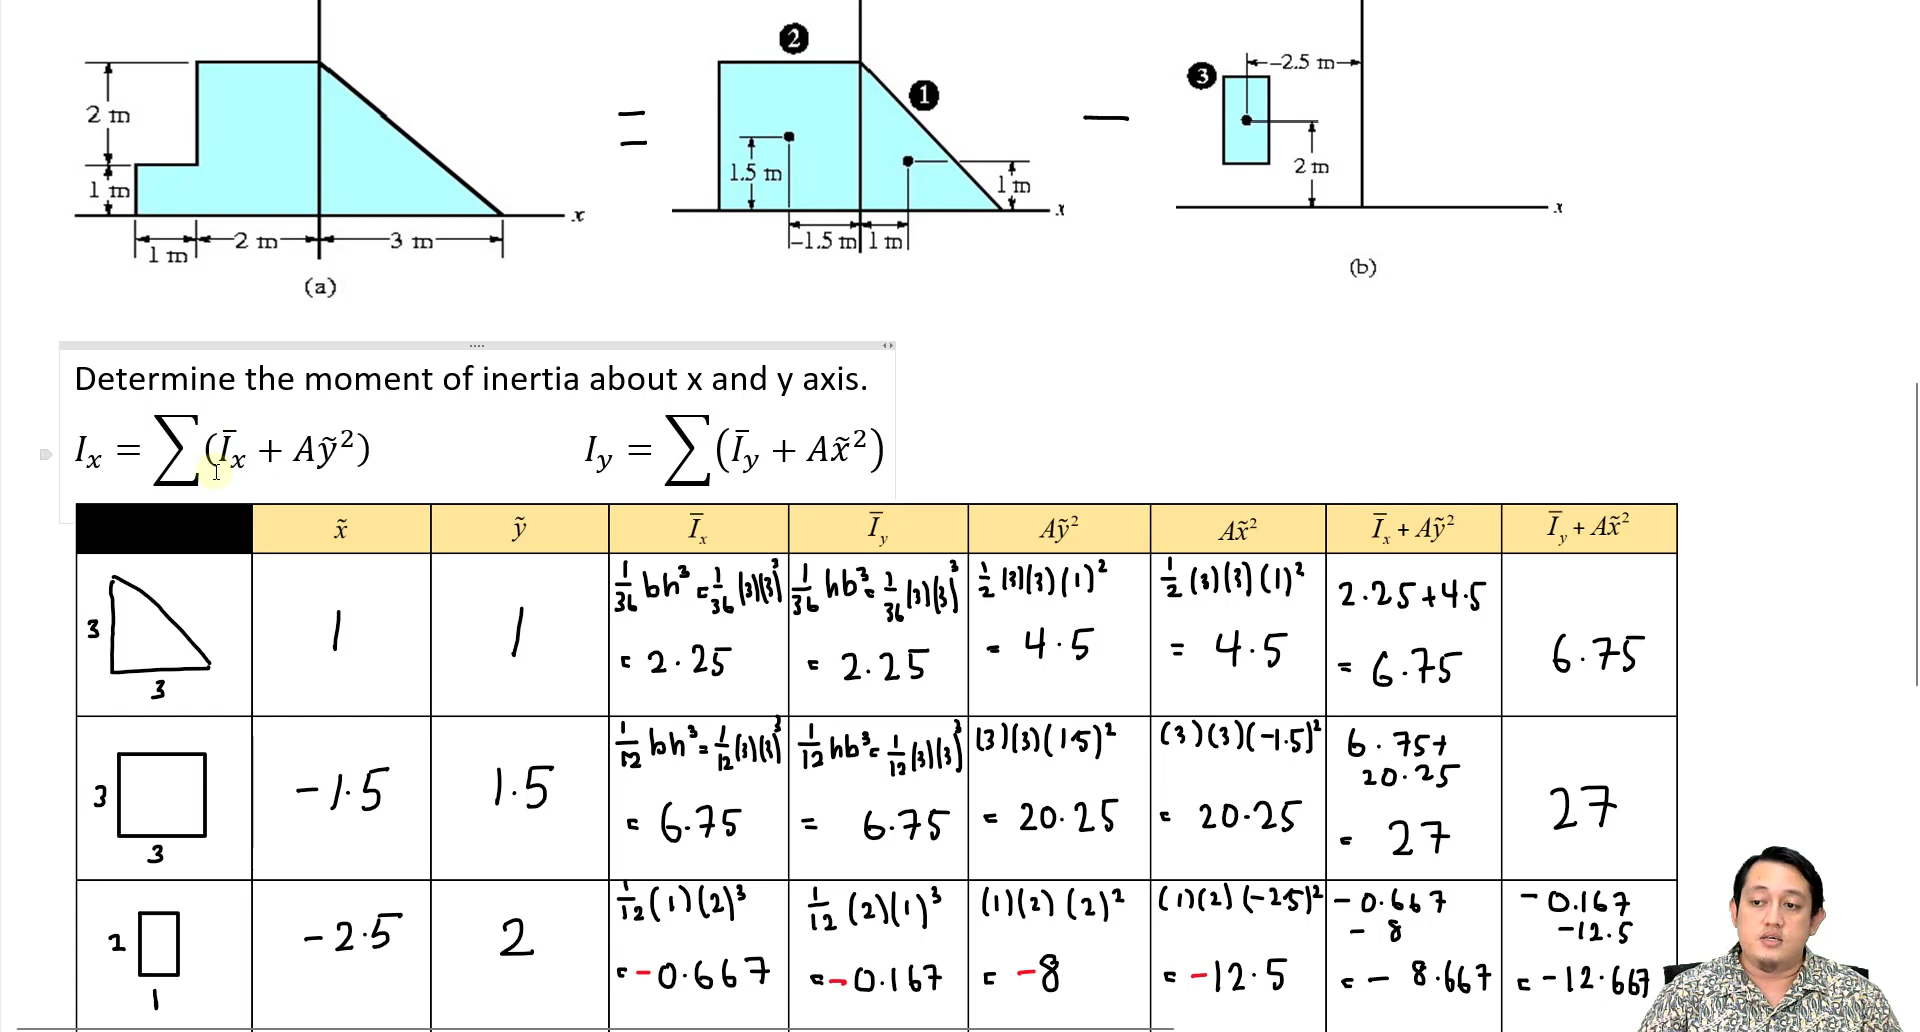 2
3
-2.5 m
1
2 m
1.5 m
2 m
1 m
1 m
x
x
x
1 m
2 m
3 m
-1.5 m
1 m
(a)
(b)
=
−
Determine the moment of inertia about x and y axis.
I_x = ∑(Ī_x + Aỹ²)
I_y = ∑(Ī_y + Ax̃²)
x̃
ỹ
Ī_x
Ī_y
Aỹ²
Ax̃²
Ī_x + Aỹ²
Ī_y + Ax̃²
3
3
1
1
1/36 bh³ = 1/36 (3)(3)³
= 2.25
1/36 hb³ = 1/36 (3)(3)³
= 2.25
1/2 (3)(3)(1)²
= 4.5
1/2 (3)(3)(1)²
= 4.5
2.25+4.5
= 6.75
6.75
3
3
-1.5
1.5
1/12 bh³ = 1/12 (3)(3)³
= 6.75
1/12 hb³ = 1/12 (3)(3)³
= 6.75
(3)(3)(1.5)²
= 20.25
(3)(3)(-1.5)²
= 20.25
6.75+
20.25
= 27
27
2
1
-2.5
2
1/12 (1)(2)³
= -0.667
1/12 (2)(1)³
= -0.167
(1)(2)(2)²
= -8
(1)(2)(-2.5)²
= -12.5
-0.667
- 8
= - 8.667
-0.167
-12.5
= -12.667